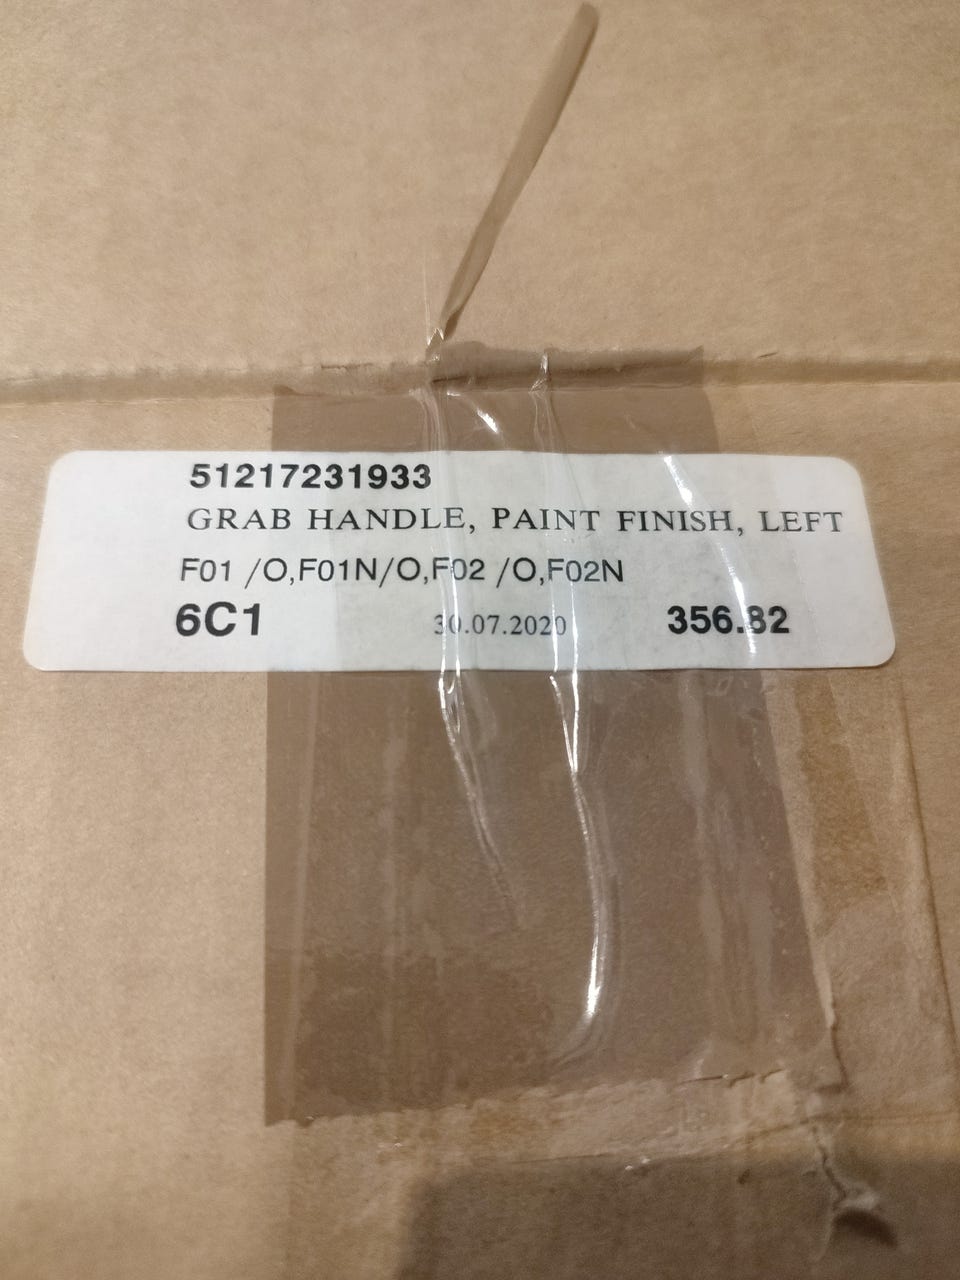 51217231933
GRAB HANDLE, PAINT FINISH, LEFT
F01 /O,F01N/O,F02 /O,F02N
6C1 30.07.2020 356.82